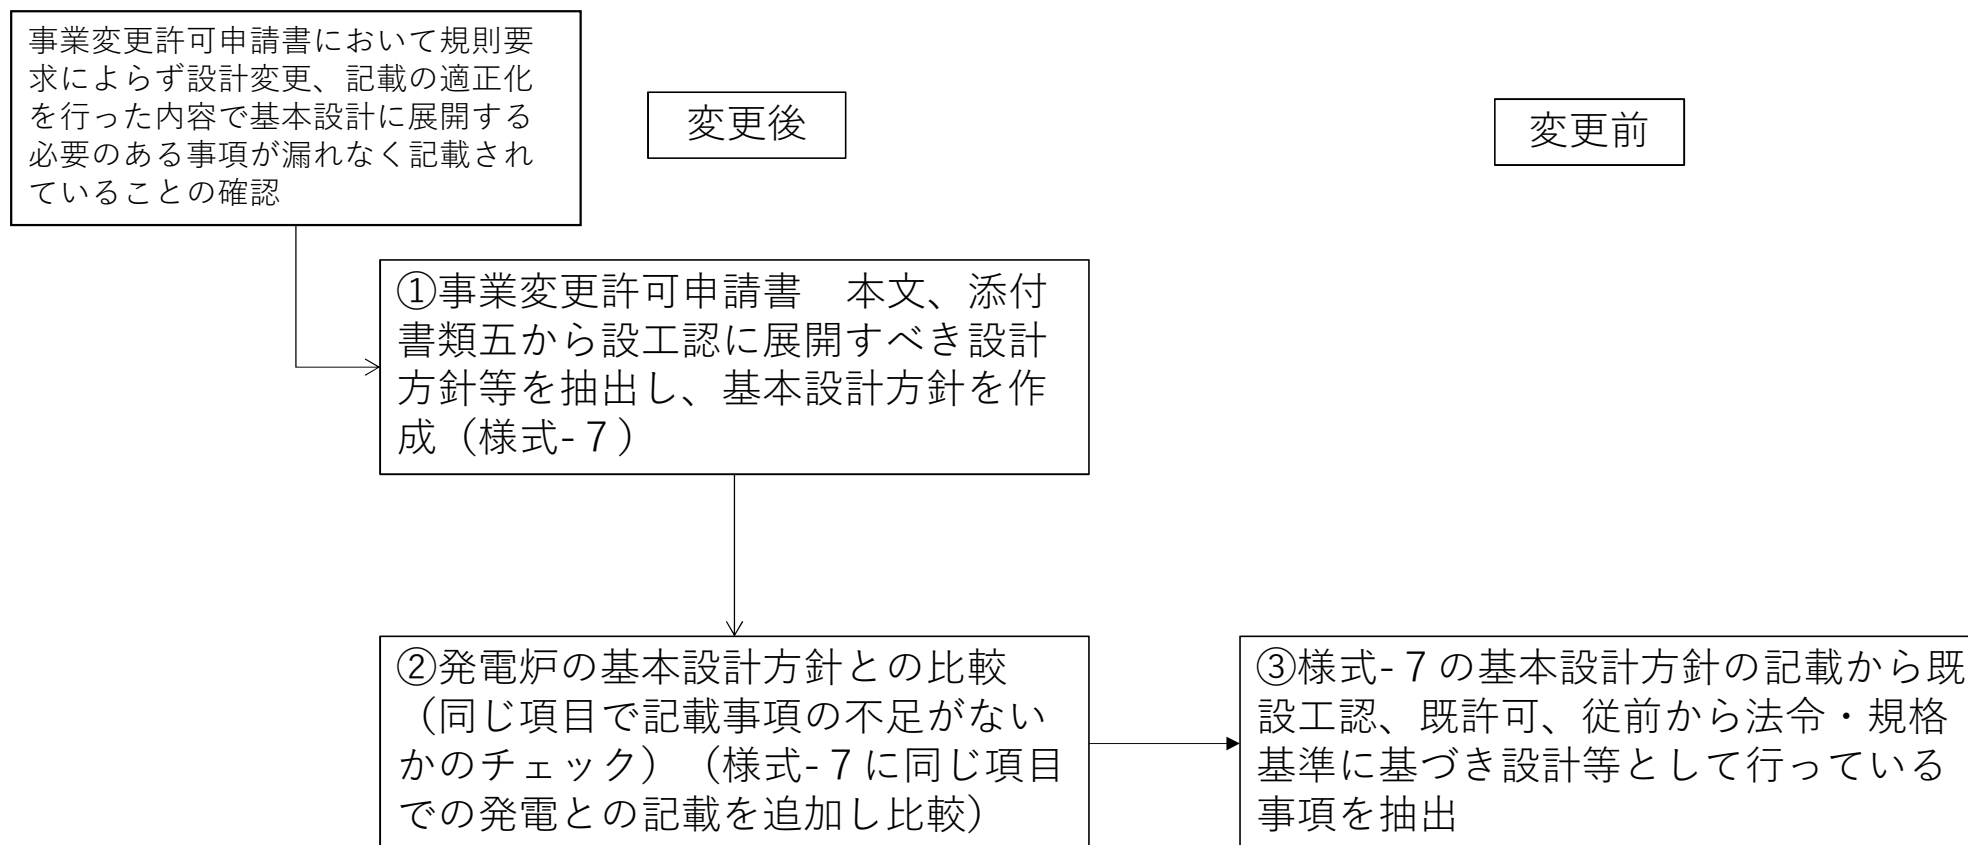 事業変更許可申請書において規則要
求によらず設計変更、記載の適正化
を行った内容で基本設計に展開する
必要のある事項が漏れなく記載され
ていることの確認
変更後
変更前
①事業変更許可申請書　本文、添付
書類五から設工認に展開すべき設計
方針等を抽出し、基本設計方針を作
成（様式-７）
②発電炉の基本設計方針との比較
（同じ項目で記載事項の不足がない
かのチェック）（様式-７に同じ項目
での発電との記載を追加し比較）
③様式-７の基本設計方針の記載から既
設工認、既許可、従前から法令・規格
基準に基づき設計等として行っている
事項を抽出